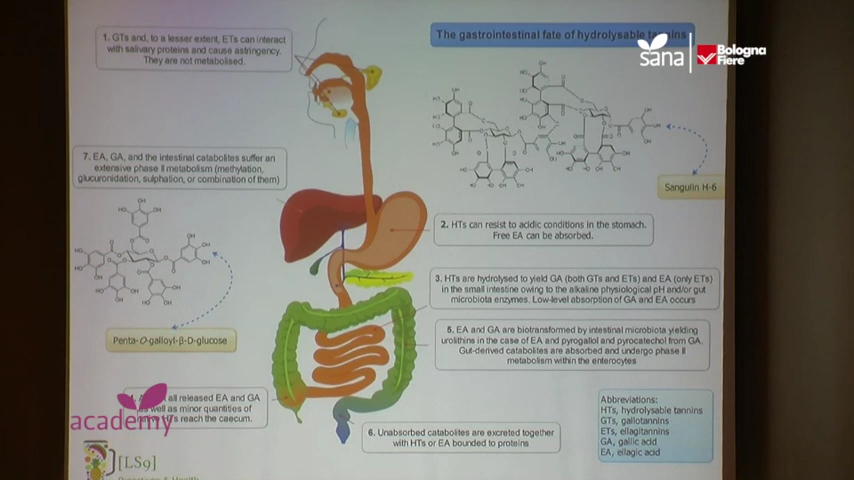 1. GTs and, to a lesser extent, ETs can interact
with salivary proteins and cause astringency.
They are not metabolised.
The gastrointestinal fate of hydrolysable tannins
sana
Bologna
Fiere
7. EA, GA, and the intestinal catabolites suffer an
extensive phase II metabolism (methylation,
glucuronidation, sulphation, or combination of them)
Sangulin H-6
2. HTs can resist to acidic conditions in the stomach.
Free EA can be absorbed.
3. HTs are hydrolysed to yield GA (both GTs and ETs) and EA (only ETs)
in the small intestine owing to the alkaline physiological pH and/or gut
microbiota enzymes. Low-level absorption of GA and EA occurs
Penta-O-galloyl-β-D-glucose
5. EA and GA are biotransformed by intestinal microbiota yielding
urolithins in the case of EA and pyrogallol and pyrocatechol from GA.
Gut-derived catabolites are absorbed and undergo phase II
metabolism within the enterocytes
all released EA and GA
as well as minor quantities of
HTs reach the caecum.
academy
6. Unabsorbed catabolites are excreted together
with HTs or EA bounded to proteins
Abbreviations:
HTs, hydrolysable tannins
GTs, gallotannins
ETs, ellagitannins
GA, gallic acid
EA, ellagic acid
[LS9]